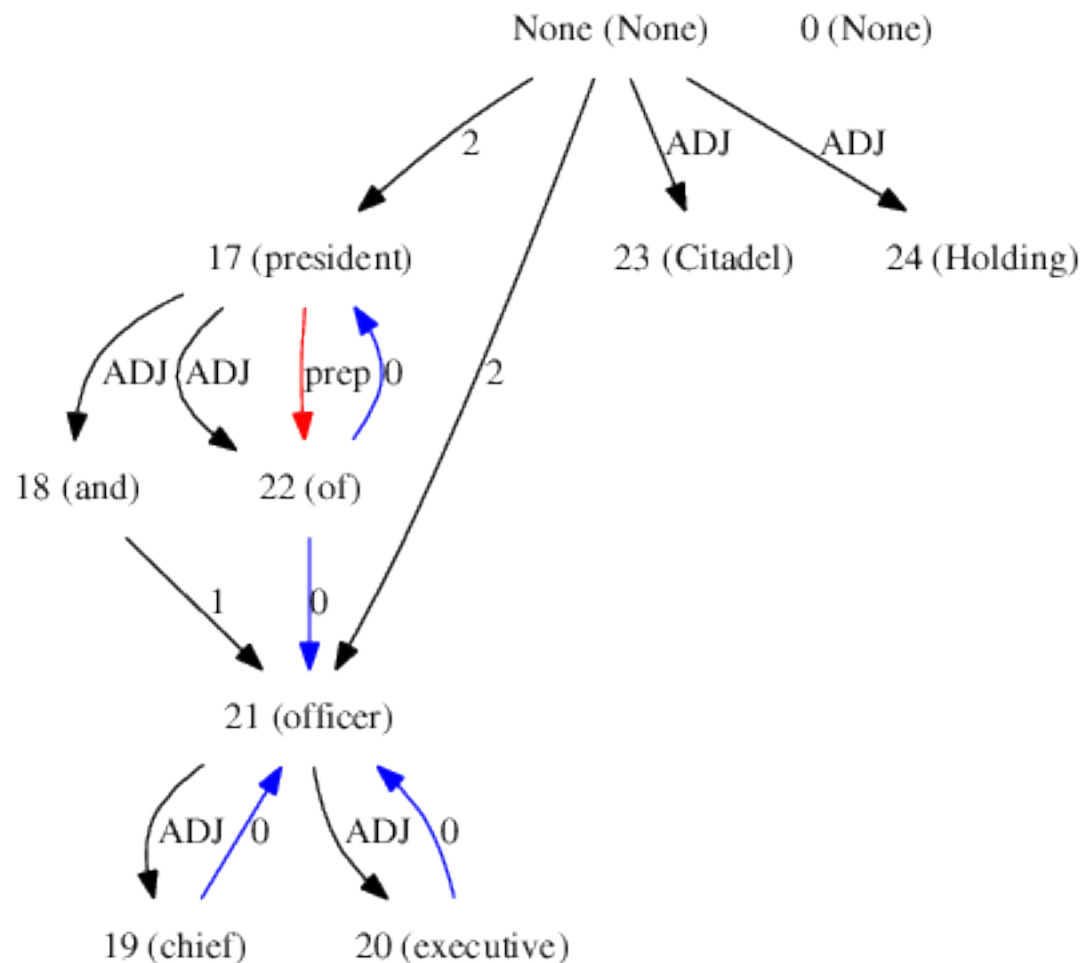 None (None) 0 (None)
2 ADJ ADJ
17 (president) 23 (Citadel) 24 (Holding)
ADJ ADJ prep 0 2
18 (and) 22 (of)
1 0
21 (officer)
ADJ 0 ADJ 0
19 (chief) 20 (executive)